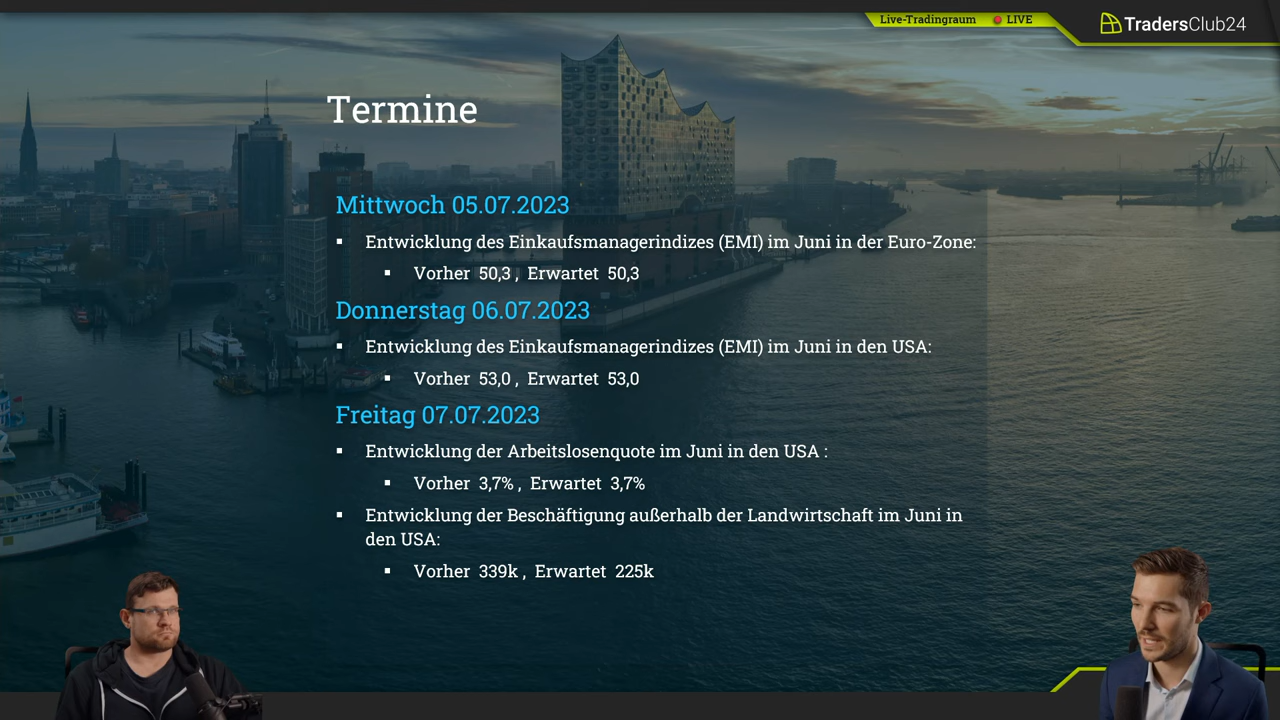 Live-Tradingraum LIVE
TradersClub24
Termine
Mittwoch 05.07.2023
▪ Entwicklung des Einkaufsmanagerindizes (EMI) im Juni in der Euro-Zone:
▪ Vorher 50,3 , Erwartet 50,3
Donnerstag 06.07.2023
▪ Entwicklung des Einkaufsmanagerindizes (EMI) im Juni in den USA:
▪ Vorher 53,0 , Erwartet 53,0
Freitag 07.07.2023
▪ Entwicklung der Arbeitslosenquote im Juni in den USA :
▪ Vorher 3,7% , Erwartet 3,7%
▪ Entwicklung der Beschäftigung außerhalb der Landwirtschaft im Juni in
den USA:
▪ Vorher 339k , Erwartet 225k